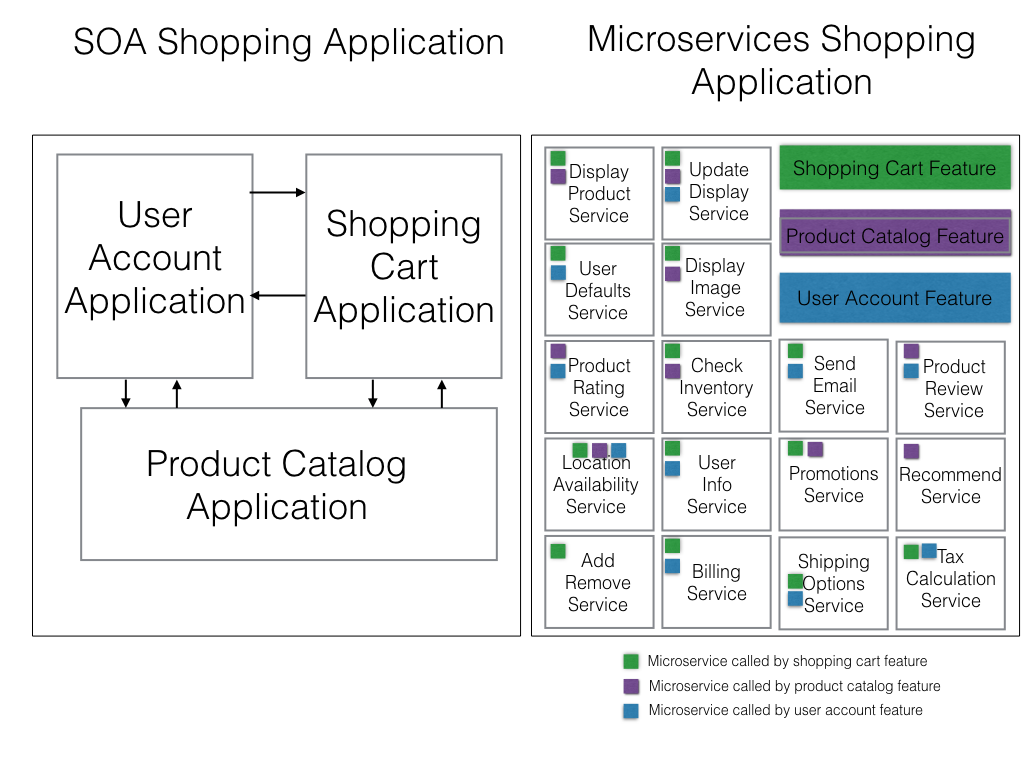 SOA Shopping Application
Microservices Shopping
Application
User
Account
Application
Shopping
Cart
Application
Product Catalog
Application
Display
Product
Service
Update
Display
Service
Shopping Cart Feature
Product Catalog Feature
User Account Feature
User
Defaults
Service
Display
Image
Service
Product
Rating
Service
Check
Inventory
Service
Send
Email
Service
Product
Review
Service
Location
Availability
Service
User
Info
Service
Promotions
Service
Recommend
Service
Add
Remove
Service
Billing
Service
Shipping
Options
Service
Tax
Calculation
Service
Microservice called by shopping cart feature
Microservice called by product catalog feature
Microservice called by user account feature